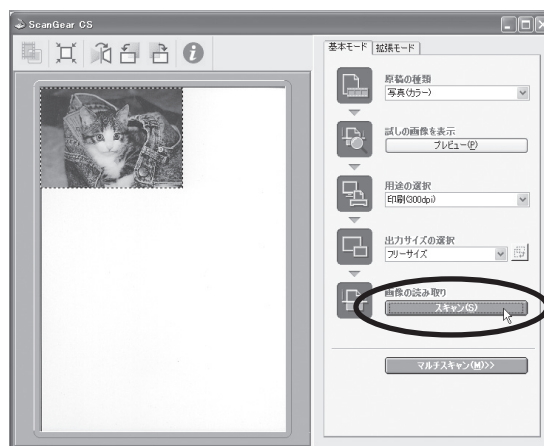 ScanGear CS
基本モード 拡張モード
原稿の種類
写真(カラー)
試しの画像を表示
プレビュー(P)
用途の選択
印刷(300dpi)
出力サイズの選択
フリーサイズ
画像の読み取り
スキャン(S)
マルチスキャン(M)>>